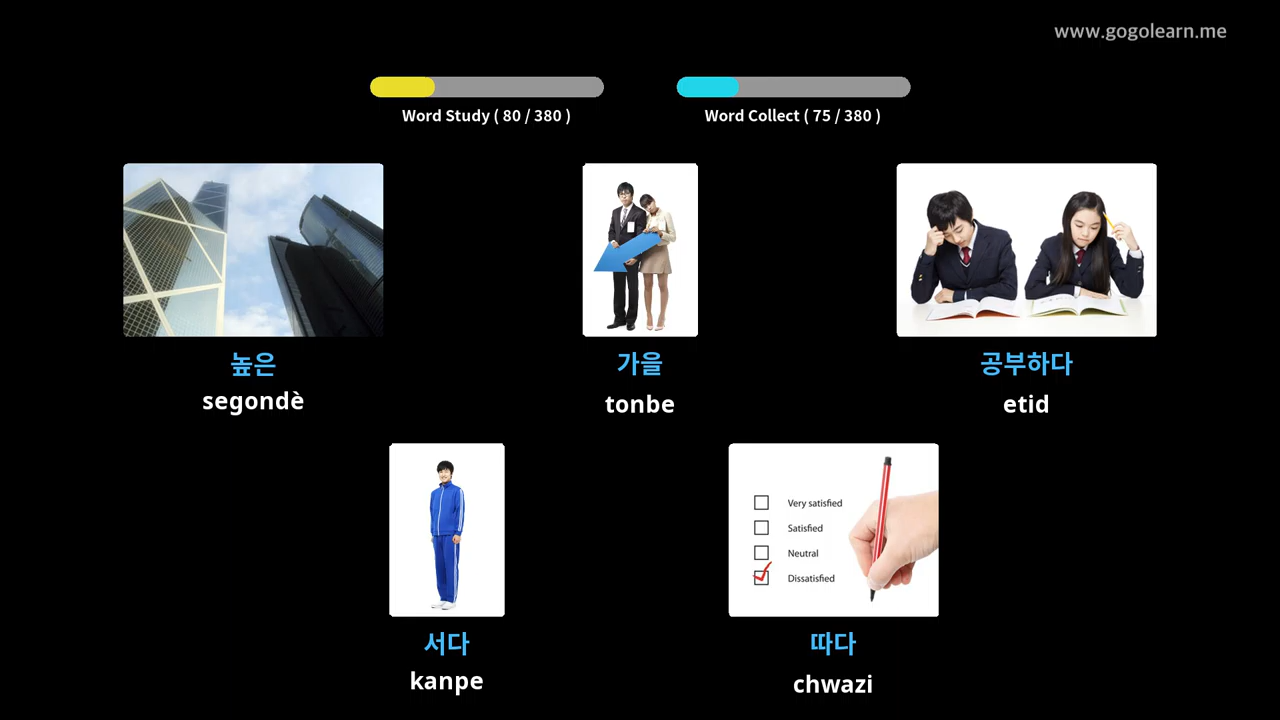 www.gogolearn.me
Word Study ( 80 / 380 )
Word Collect ( 75 / 380 )
높은
segondè
가을
tonbe
공부하다
etid
서다
kanpe
Very satisfied
Satisfied
Neutral
Dissatisfied
따다
chwazi